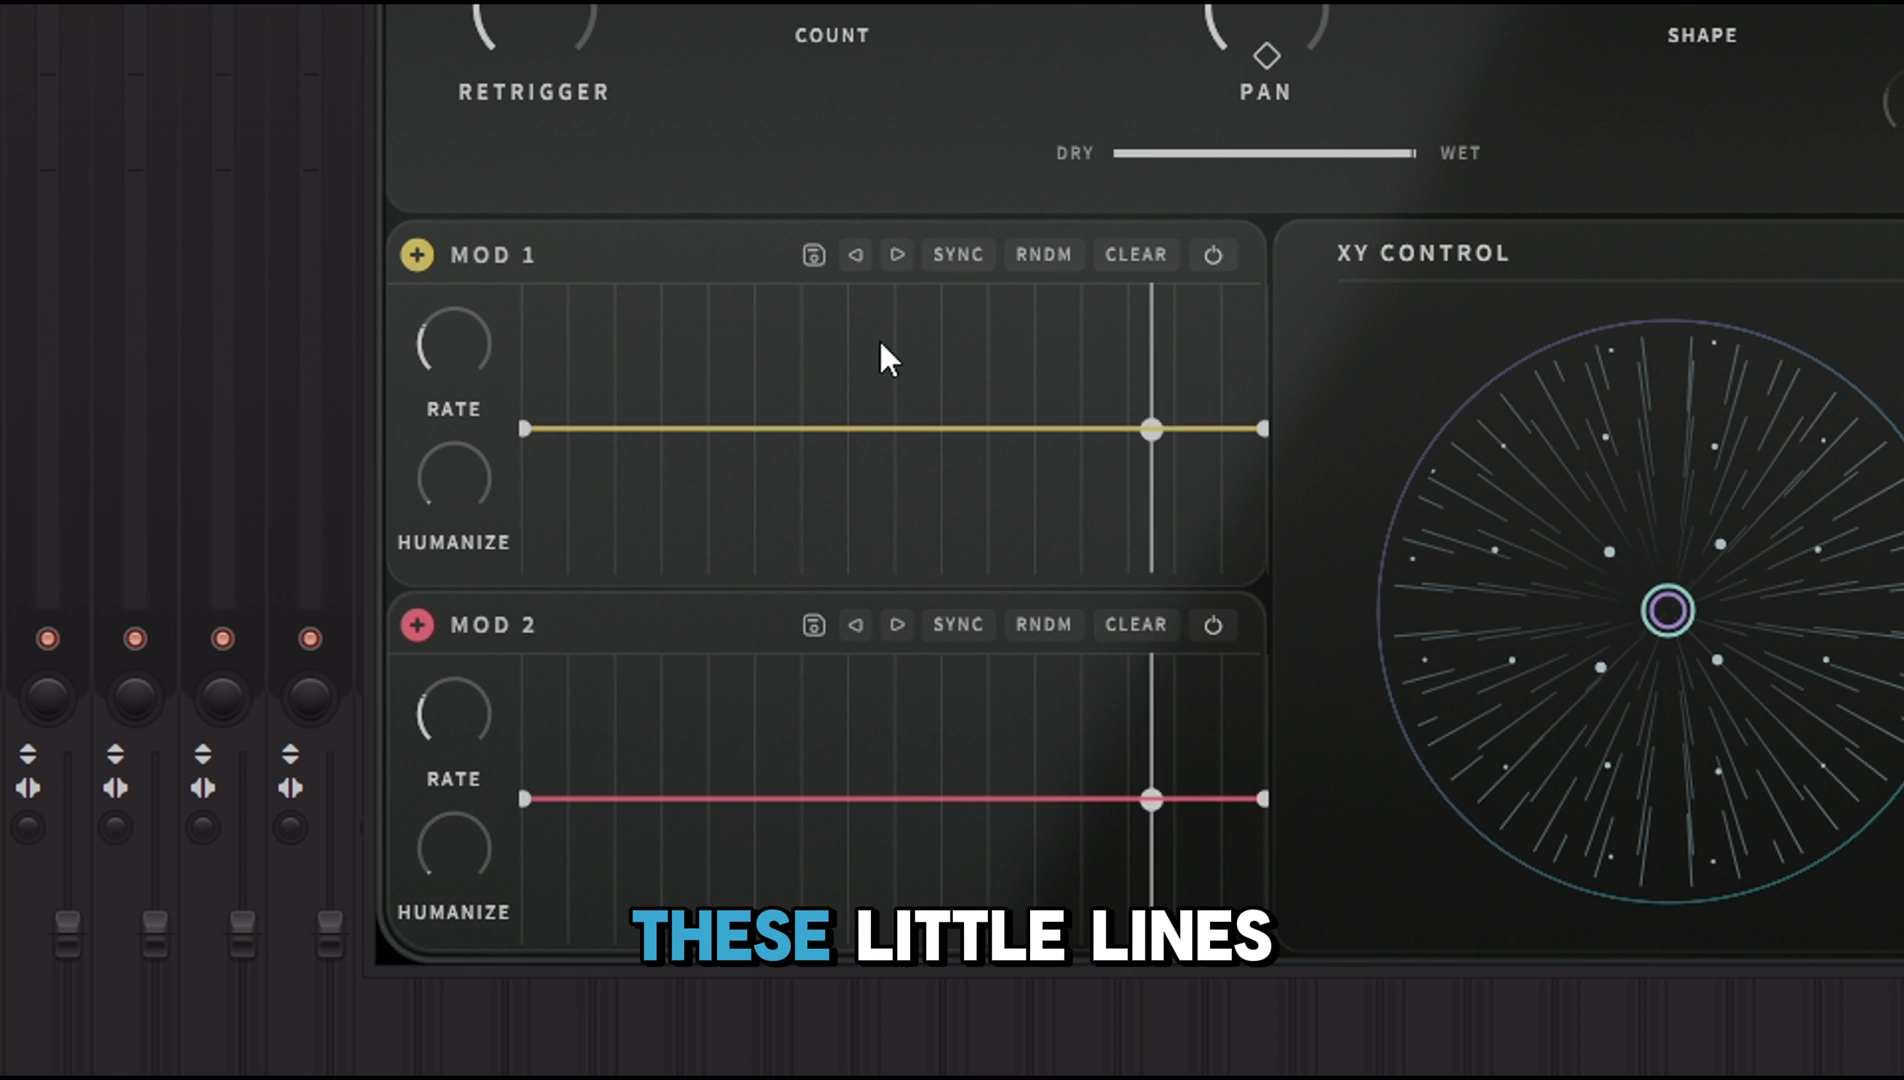 COUNT
SHAPE
RETRIGGER
PAN
DRY
WET
MOD 1
SYNC
RNDM
CLEAR
XY CONTROL
RATE
HUMANIZE
MOD 2
SYNC
RNDM
CLEAR
RATE
HUMANIZE
THESE LITTLE LINES